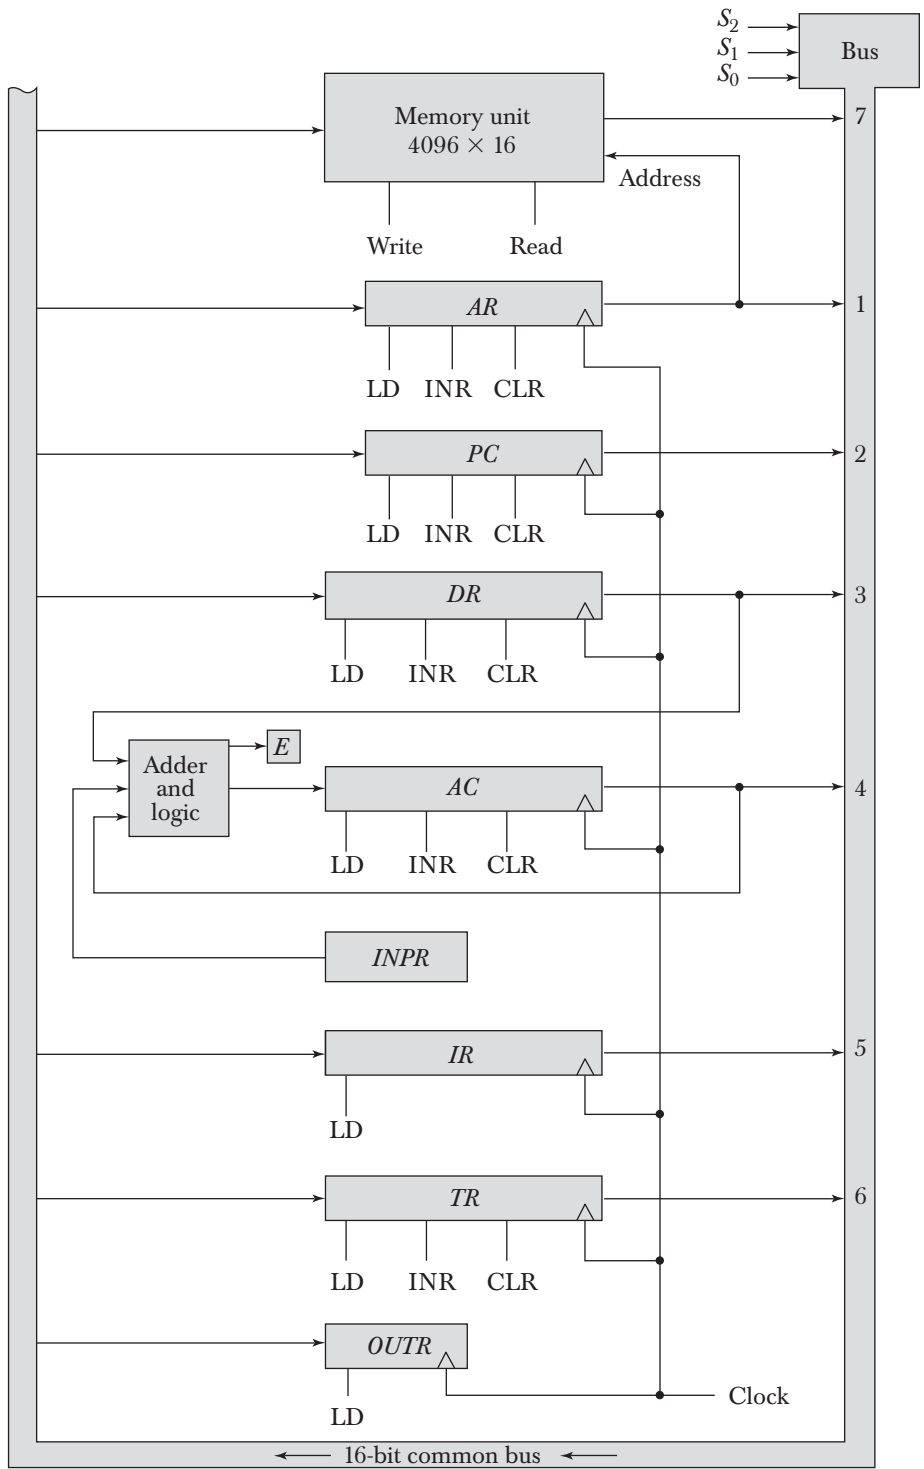 S2
S1
S0
Bus
Memory unit
4096 × 16
7
Address
Write
Read
AR
1
LD
INR
CLR
PC
2
LD
INR
CLR
DR
3
LD
INR
CLR
Adder
and
logic
E
AC
4
LD
INR
CLR
INPR
IR
5
LD
TR
6
LD
INR
CLR
OUTR
LD
Clock
16-bit common bus